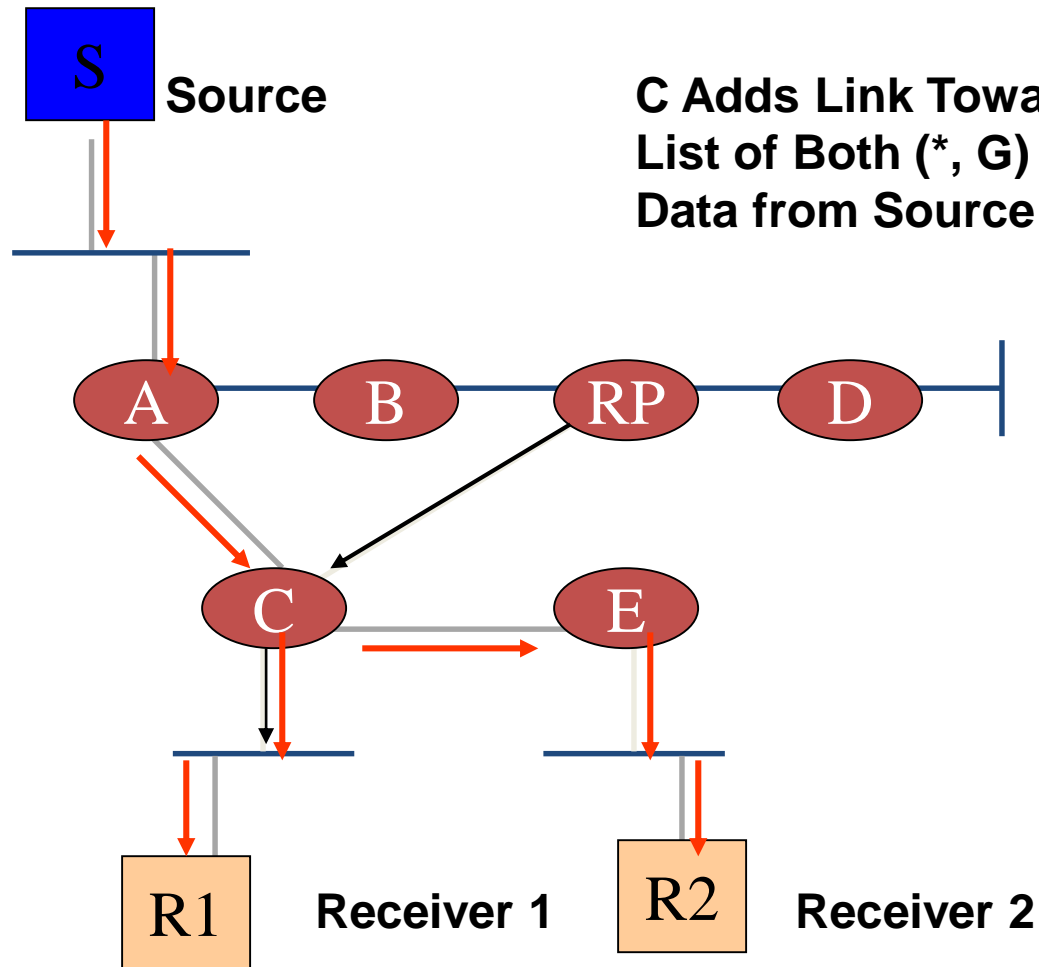 S
Source
C Adds Link Towa
List of Both (*, G)
Data from Source
A
B
RP
D
C
E
R1
Receiver 1
R2
Receiver 2